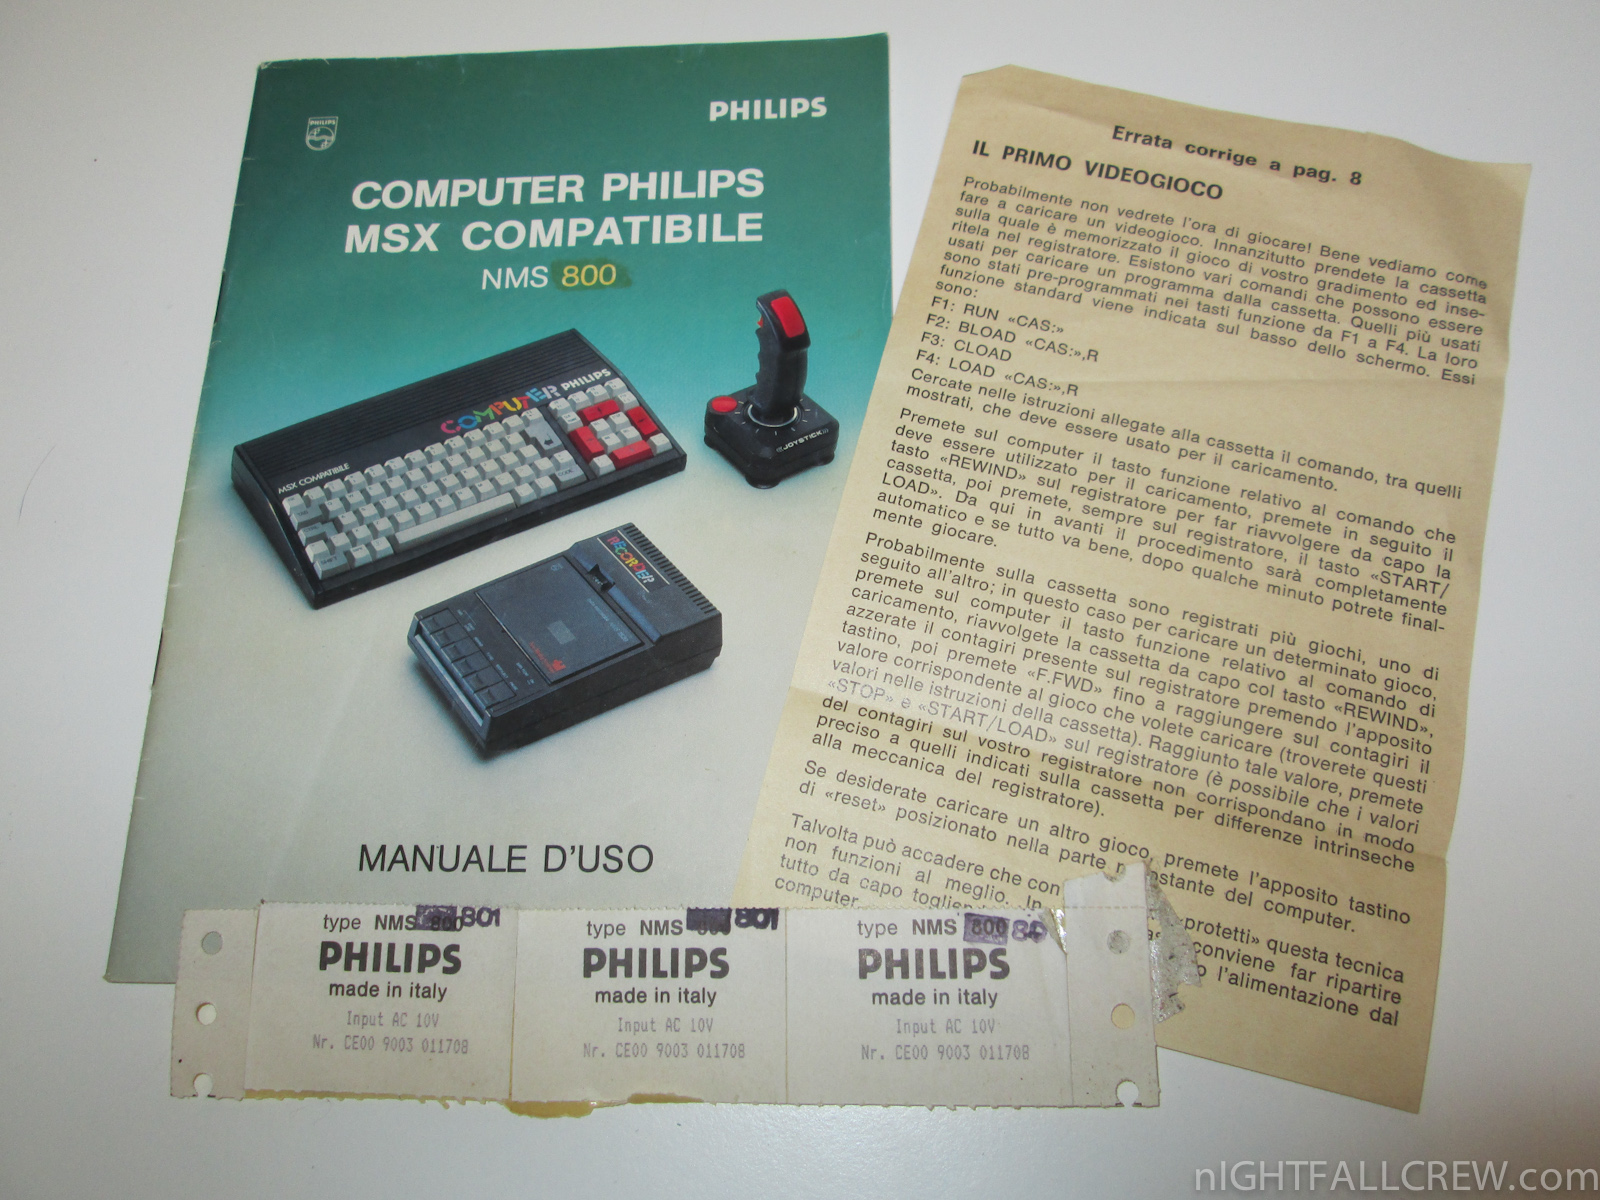 PHILIPS
PHILIPS
COMPUTER PHILIPS
MSX COMPATIBILE
NMS 800
COMPUTER PHILIPS
MSX COMPATIBILE
JOYSTICK
RECORDER
MANUALE D'USO
Errata corrige a pag. 8
IL PRIMO VIDEOGIOCO
Probabilmente non vedrete l'ora di giocare! Bene vediamo come
fare a caricare un videogioco. Innanzitutto prendete la cassetta
sulla quale è memorizzato il gioco di vostro gradimento ed inse-
ritela nel registratore. Esistono vari comandi che possono essere
usati per caricare un programma dalla cassetta. Quelli più usati
sono stati pre-programmati nei tasti funzione da F1 a F4. La loro
funzione standard viene indicata sul basso dello schermo. Essi
sono:
F1: RUN «CAS:»
F2: BLOAD «CAS:»,R
F3: CLOAD
F4: LOAD «CAS:»,R
Cercate nelle istruzioni allegate alla cassetta il comando, tra quelli
mostrati, che deve essere usato per il caricamento.
Premete sul computer il tasto funzione relativo al comando che
deve essere utilizzato per il caricamento, premete in seguito il
tasto «REWIND» sul registratore per far riavvolgere da capo la
cassetta, poi premete, sempre sul registratore, il tasto «START/
LOAD». Da qui in avanti il procedimento sarà completamente
automatico e se tutto va bene, dopo qualche minuto potrete final-
mente giocare.
Probabilmente sulla cassetta sono registrati più giochi, uno di
seguito all'altro; in questo caso per caricare un determinato gioco,
premete sul computer il tasto funzione relativo al comando di
caricamento, riavvolgete la cassetta da capo col tasto «REWIND»,
azzerate il contagiri presente sul registratore premendo l'apposito
tastino, poi premete «F.FWD» fino a raggiungere sul contagiri il
valore corrispondente al gioco che volete caricare (troverete questi
valori nelle istruzioni della cassetta). Raggiunto tale valore, premete
«STOP» e «START/LOAD» sul registratore (è possibile che i valori
del contagiri sul vostro registratore non corrispondano in modo
preciso a quelli indicati sulla cassetta per differenze intrinseche
alla meccanica del registratore).
Se desiderate caricare un altro gioco, premete l'apposito tastino
di «reset» posizionato nella parte stante del computer.
Talvolta può accadere che con protetti» questa tecnica
non funzioni al meglio. In conviene far ripartire
tutto da capo l'alimentazione dal
computer.
type NMS 800 801
PHILIPS
made in italy
Input AC 10V
Nr. CE00 9003 011708
type NMS 801
PHILIPS
made in italy
Input AC 10V
Nr. CE00 9003 011708
type NMS 800
PHILIPS
made in italy
Input AC 10V
Nr. CE00 9003 011708
nIGHTFALLCREW.com